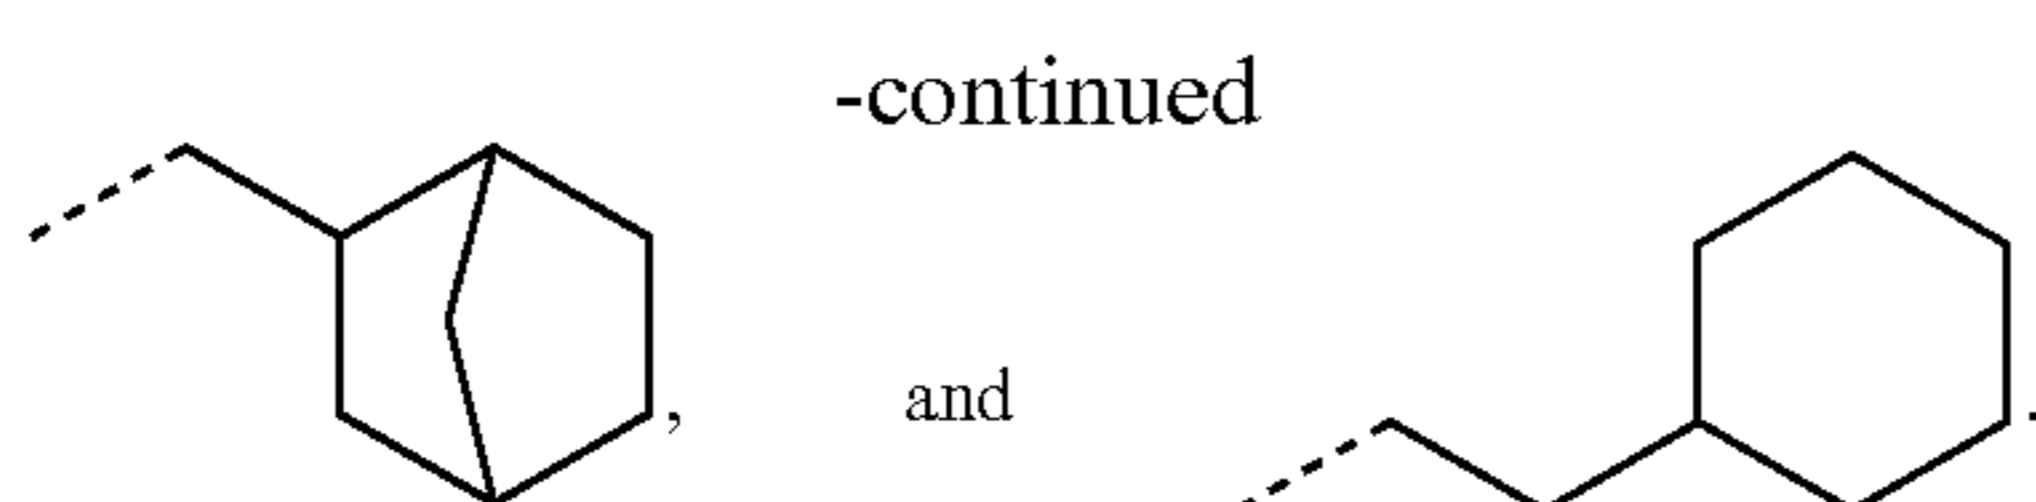 -continued
,
and
.